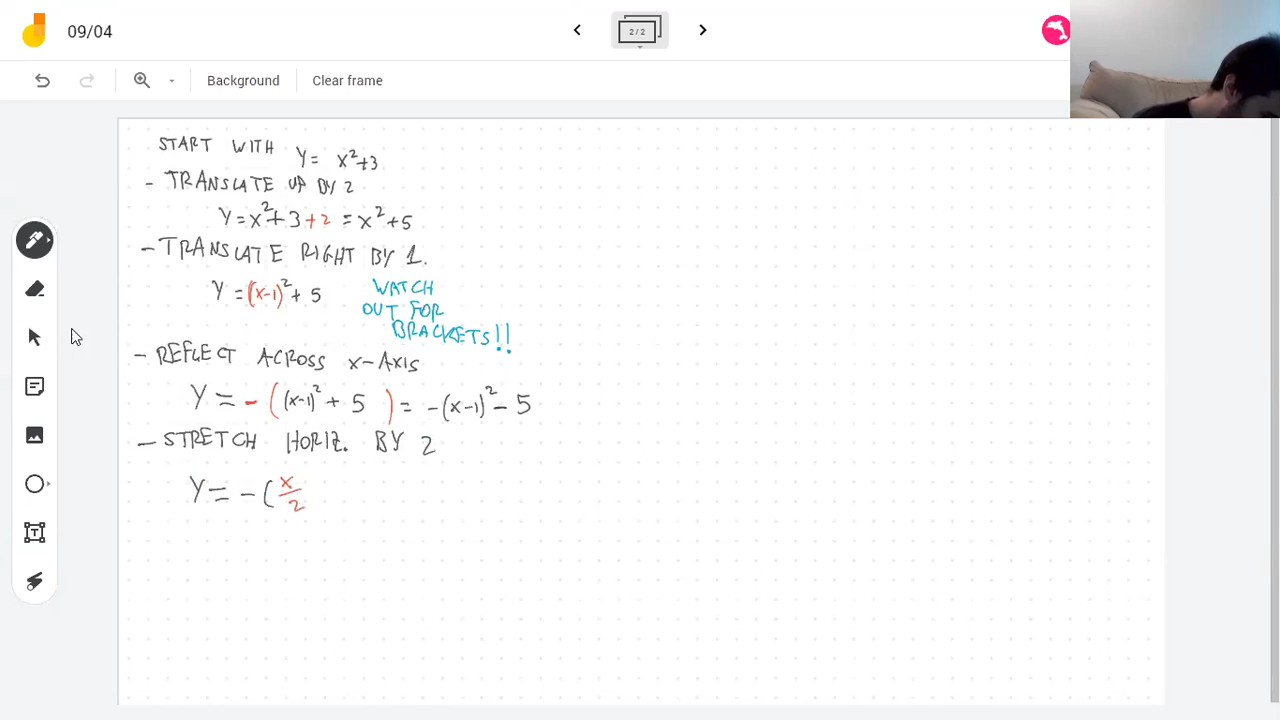 09/04
2/2
Background
Clear frame
START WITH Y= x²+3
- TRANSLATE UP BY 2
Y=x²+3+2 = x²+5
- TRANSLATE RIGHT BY 1.
Y=(x-1)²+5
WATCH
OUT FOR
BRACKETS!!
- REFLECT ACROSS X-AXIS
Y = -((x-1)²+5) = -(x-1)²-5
- STRETCH HORIZ. BY 2
Y = -(x/2
T